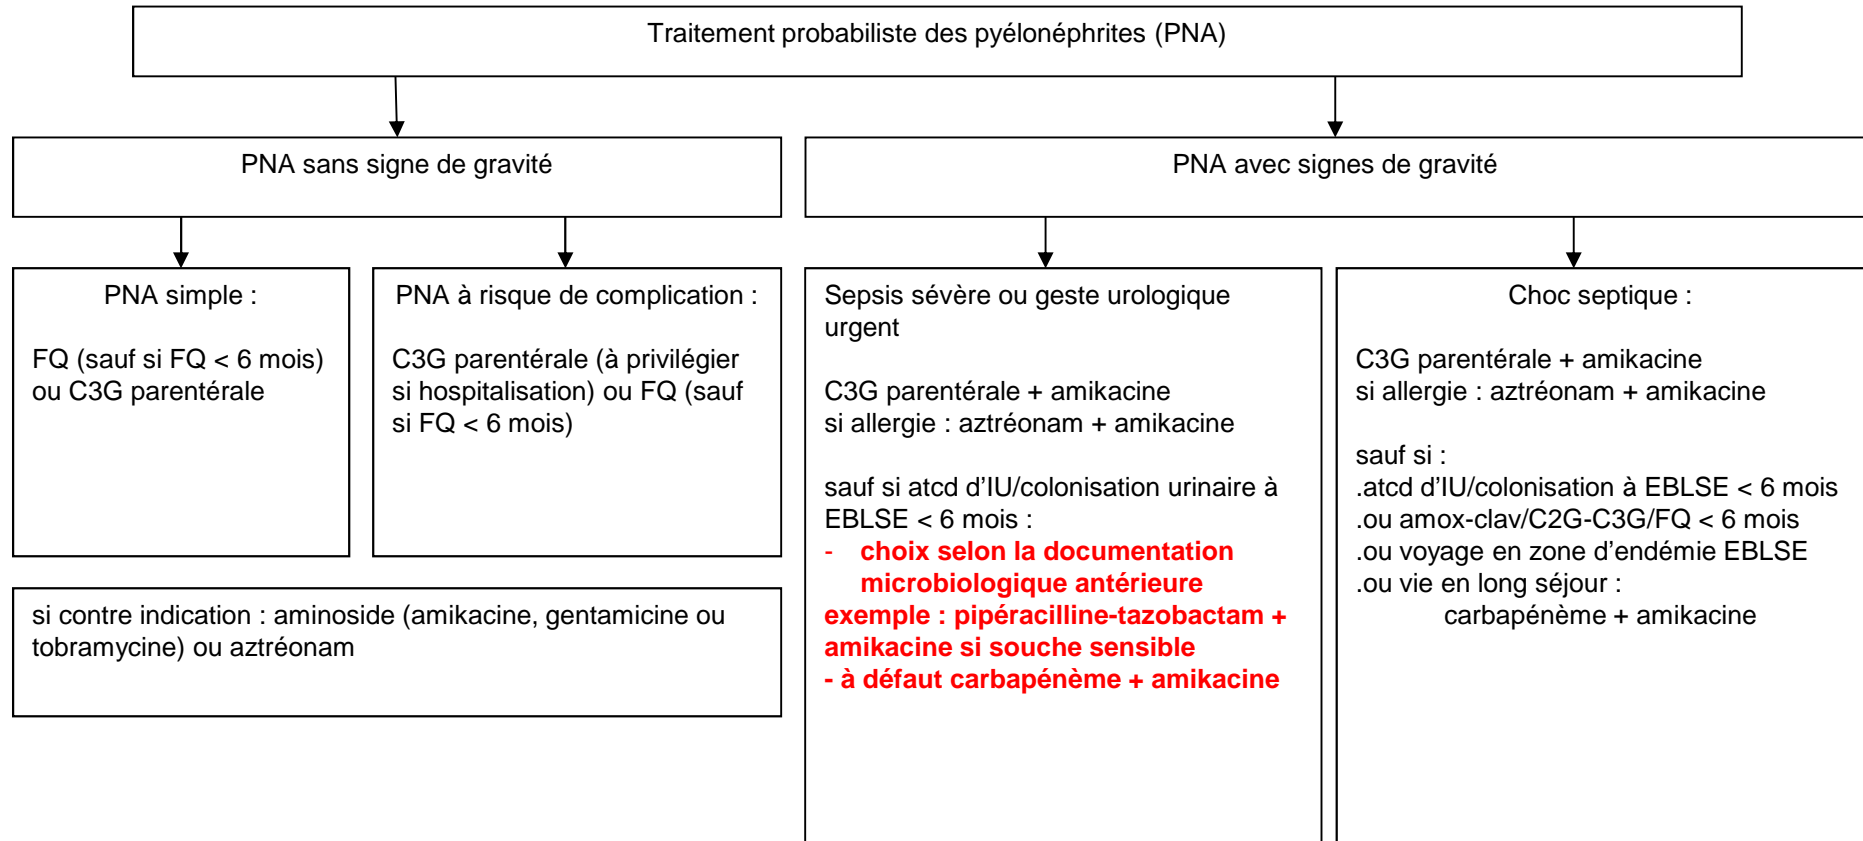 Traitement probabiliste des pyélonéphrites (PNA)
PNA sans signe de gravité
PNA avec signes de gravité
PNA simple :
FQ (sauf si FQ < 6 mois)
ou C3G parentérale
PNA à risque de complication :
C3G parentérale (à privilégier
si hospitalisation) ou FQ (sauf
si FQ < 6 mois)
si contre indication : aminoside (amikacine, gentamicine ou
tobramycine) ou aztréonam
Sepsis sévère ou geste urologique
urgent
C3G parentérale + amikacine
si allergie : aztréonam + amikacine
sauf si atcd d’IU/colonisation urinaire à
EBLSE < 6 mois :
- choix selon la documentation
microbiologique antérieure
exemple : pipéracilline-tazobactam +
amikacine si souche sensible
- à défaut carbapénème + amikacine
Choc septique :
C3G parentérale + amikacine
si allergie : aztréonam + amikacine
sauf si :
.atcd d’IU/colonisation à EBLSE < 6 mois
.ou amox-clav/C2G-C3G/FQ < 6 mois
.ou voyage en zone d’endémie EBLSE
.ou vie en long séjour :
carbapénème + amikacine